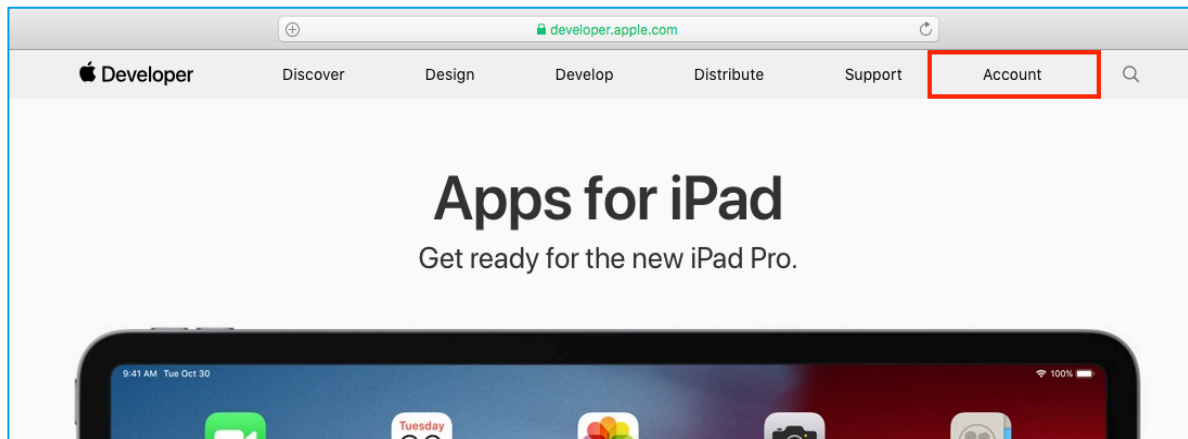 developer.apple.com
Developer Discover Design Develop Distribute Support Account
Apps for iPad
Get ready for the new iPad Pro.
9:41 AM Tue Oct 30 100%
Tuesday